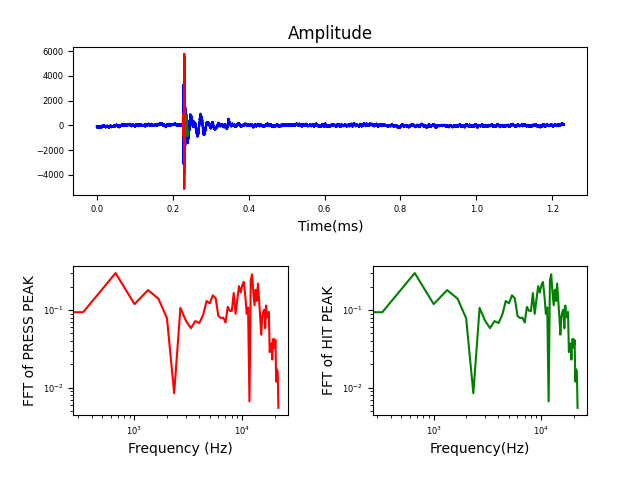 Amplitude
6000
4000
2000
0
−2000
−4000
0.0 0.2 0.4 0.6 0.8 1.0 1.2
Time(ms)
FFT of PRESS PEAK
10⁻¹
10⁻²
10³ 10⁴
Frequency (Hz)
FFT of HIT PEAK
10⁻¹
10⁻²
10³ 10⁴
Frequency(Hz)